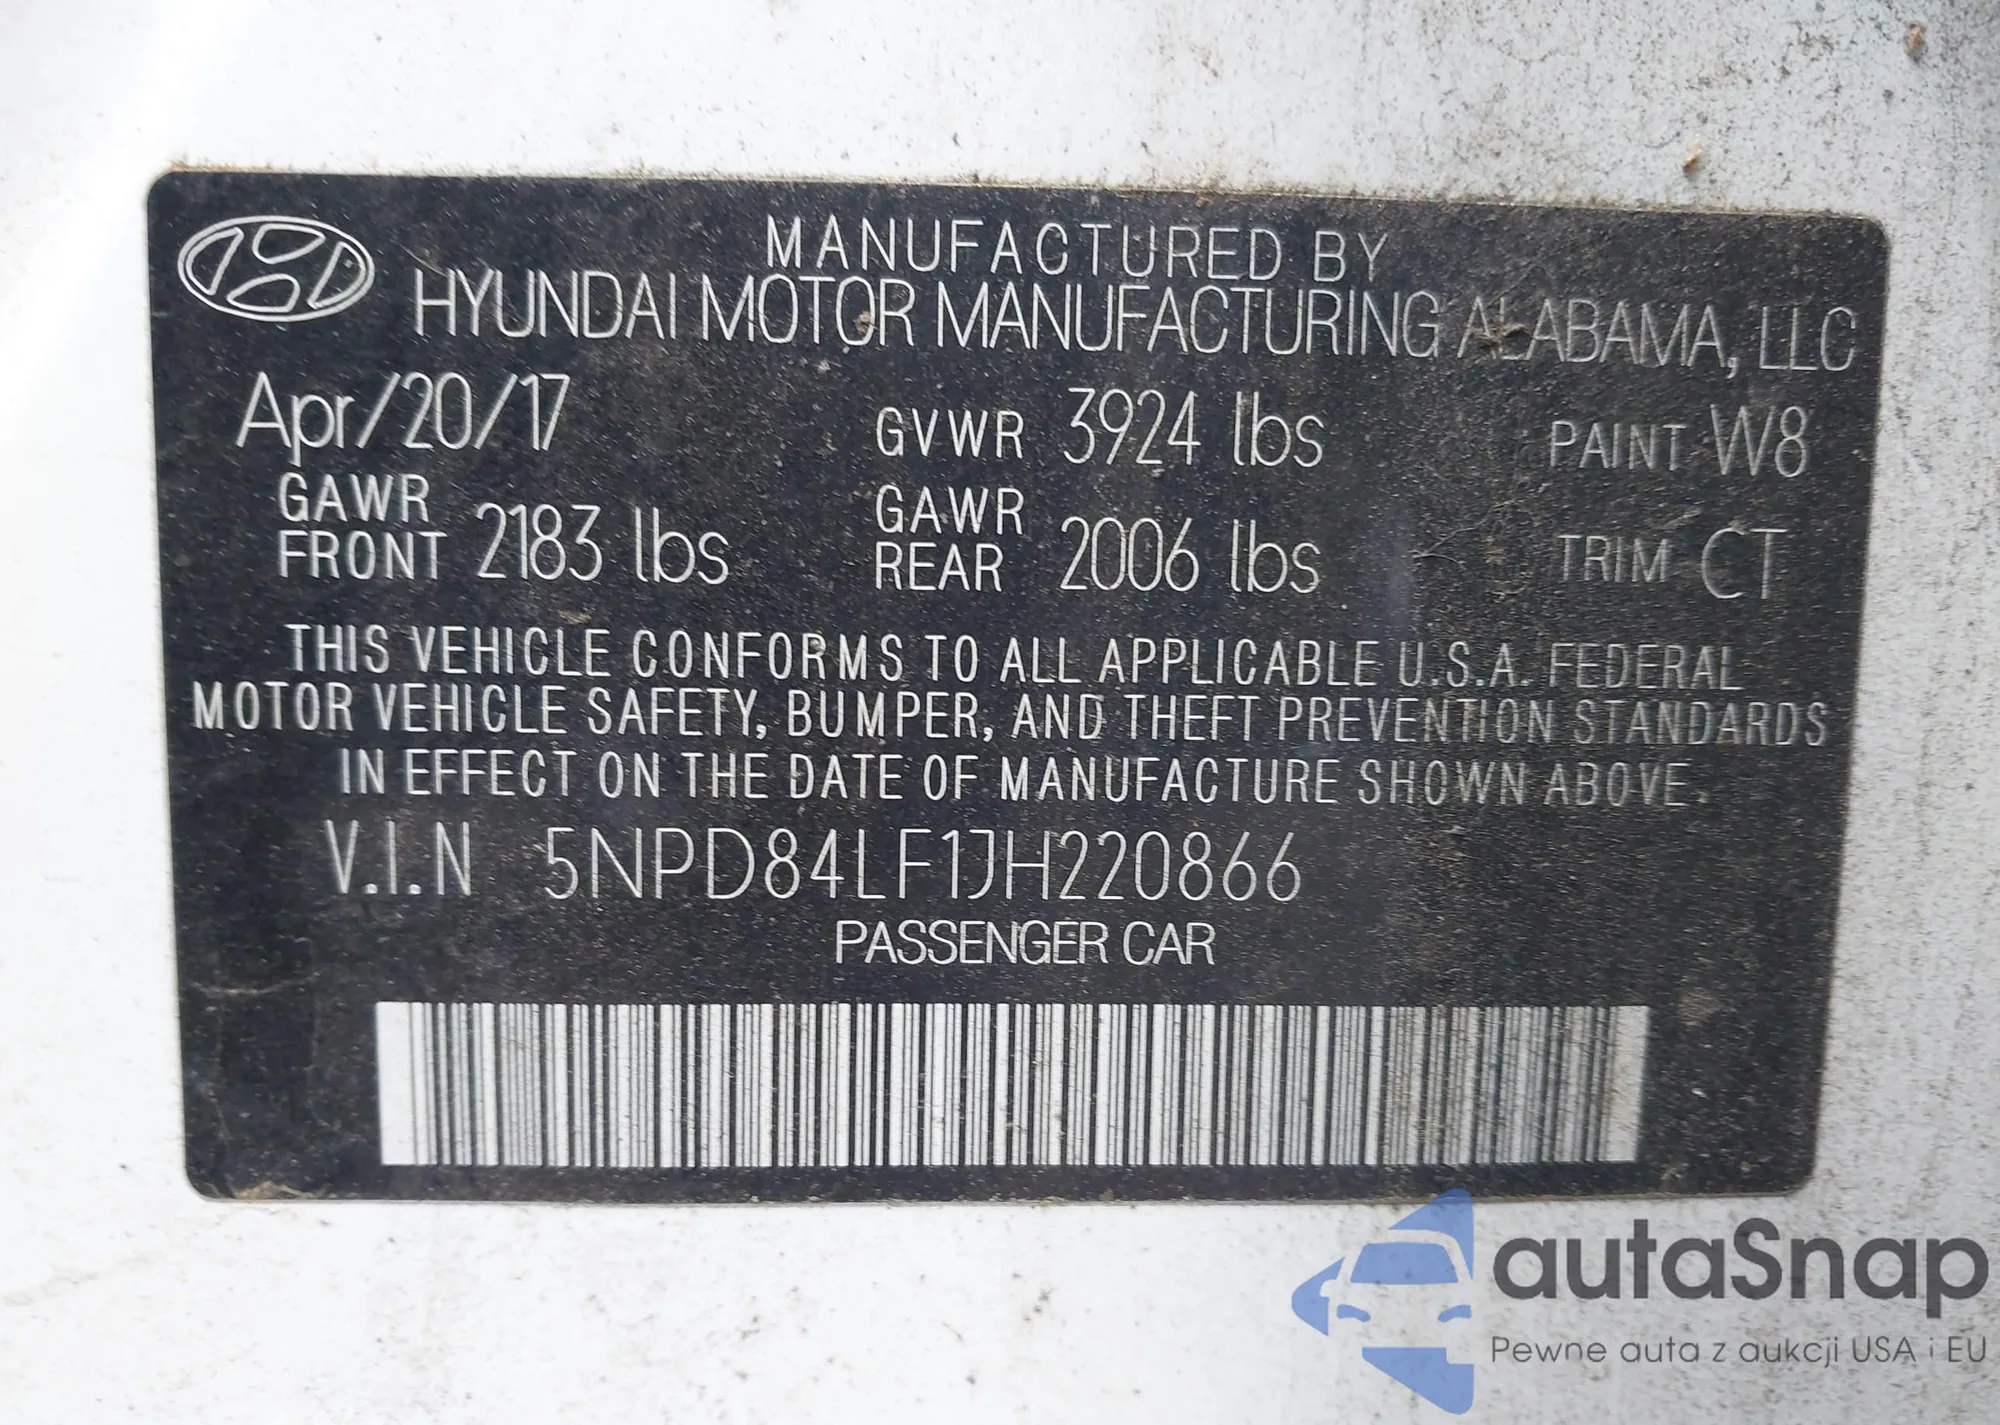 MANUFACTURED BY
HYUNDAI MOTOR MANUFACTURING ALABAMA, LLC
Apr/20/17 GVWR 3924 lbs PAINT W8
GAWR FRONT 2183 lbs GAWR REAR 2006 lbs TRIM CT
THIS VEHICLE CONFORMS TO ALL APPLICABLE U.S.A. FEDERAL
MOTOR VEHICLE SAFETY, BUMPER, AND THEFT PREVENTION STANDARDS
IN EFFECT ON THE DATE OF MANUFACTURE SHOWN ABOVE.
V.I.N 5NPD84LF1JH220866
PASSENGER CAR
autaSnap
Pewne auta z aukcji USA i EU